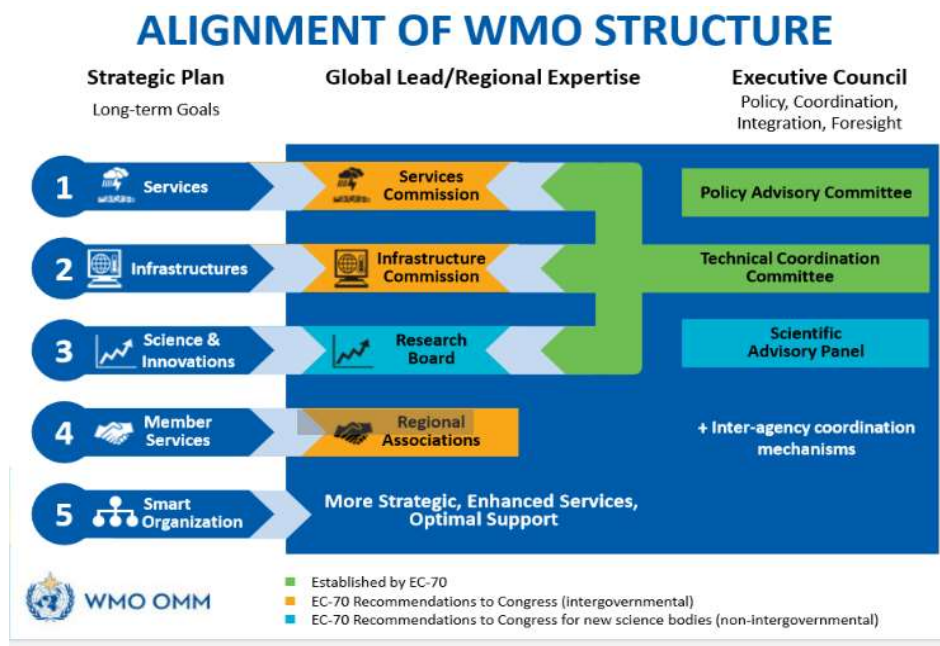 ALIGNMENT OF WMO STRUCTURE
Strategic Plan
Long-term Goals
Global Lead/Regional Expertise
Executive Council
Policy, Coordination,
Integration, Foresight
1
Services
Services
Commission
Policy Advisory Committee
2
Infrastructures
Infrastructure
Commission
Technical Coordination
Committee
3
Science &
Innovations
Research
Board
Scientific
Advisory Panel
4
Member
Services
Regional
Associations
+ Inter-agency coordination
mechanisms
5
Smart
Organization
More Strategic, Enhanced Services,
Optimal Support
WMO OMM
Established by EC-70
EC-70 Recommendations to Congress (intergovernmental)
EC-70 Recommendations to Congress for new science bodies (non-intergovernmental)